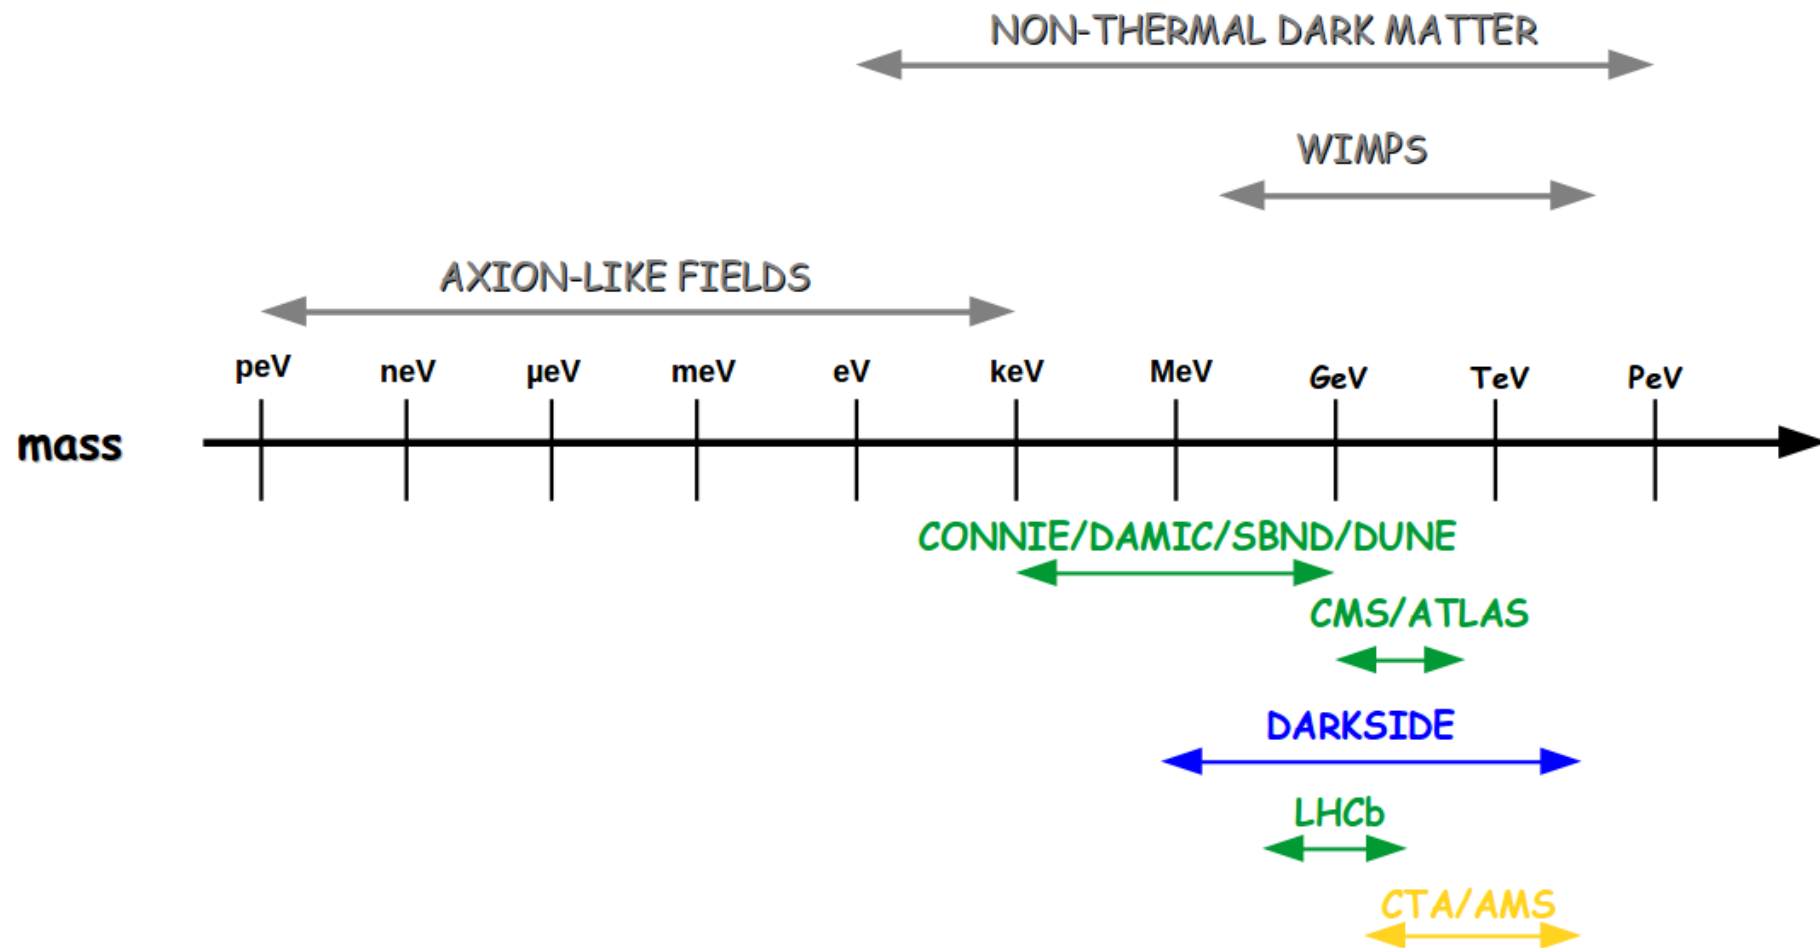 NON-THERMAL DARK MATTER
WIMPS
AXION-LIKE FIELDS
peV neV µeV meV eV keV MeV GeV TeV PeV
mass
CONNIE/DAMIC/SBND/DUNE
CMS/ATLAS
DARKSIDE
LHCb
CTA/AMS